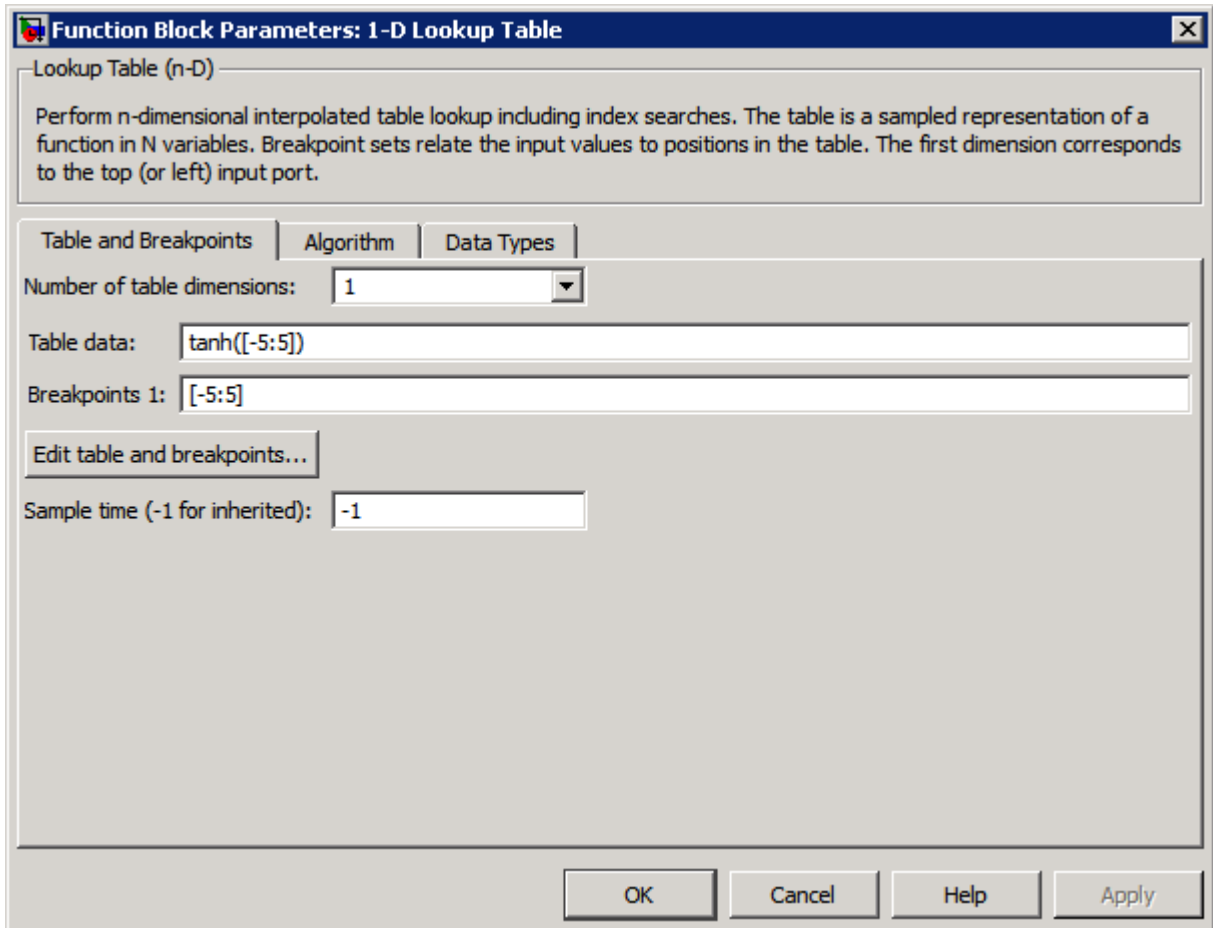 Function Block Parameters: 1-D Lookup Table
Lookup Table (n-D)
Perform n-dimensional interpolated table lookup including index searches. The table is a sampled representation of a
function in N variables. Breakpoint sets relate the input values to positions in the table. The first dimension corresponds
to the top (or left) input port.
Table and Breakpoints Algorithm Data Types
Number of table dimensions: 1
Table data: tanh([-5:5])
Breakpoints 1: [-5:5]
Edit table and breakpoints...
Sample time (-1 for inherited): -1
OK Cancel Help Apply